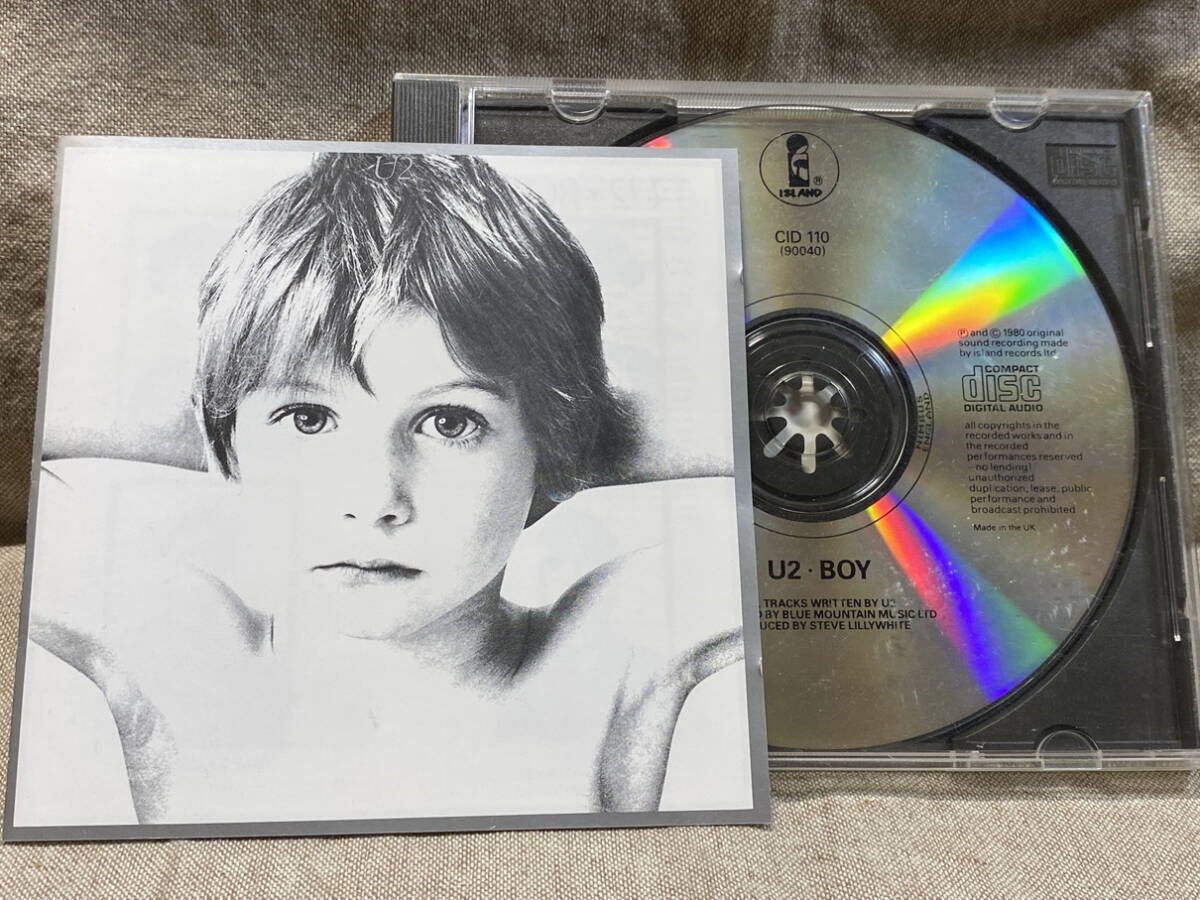 U2
ISLAND
CID 110
(90040)
℗ and © 1980 original
sound recording made
by island records ltd
COMPACT
disc
DIGITAL AUDIO
NIMBUS
ENGLAND
all copyrights in the
recorded works and in
the recorded
performances reserved
—no lending!
unauthorized
duplication, lease, public
performance and
broadcast prohibited
Made in the UK
U2 · BOY
TRACKS WRITTEN BY U2
BY BLUE MOUNTAIN MUSIC LTD
BY STEVE LILLYWHITE